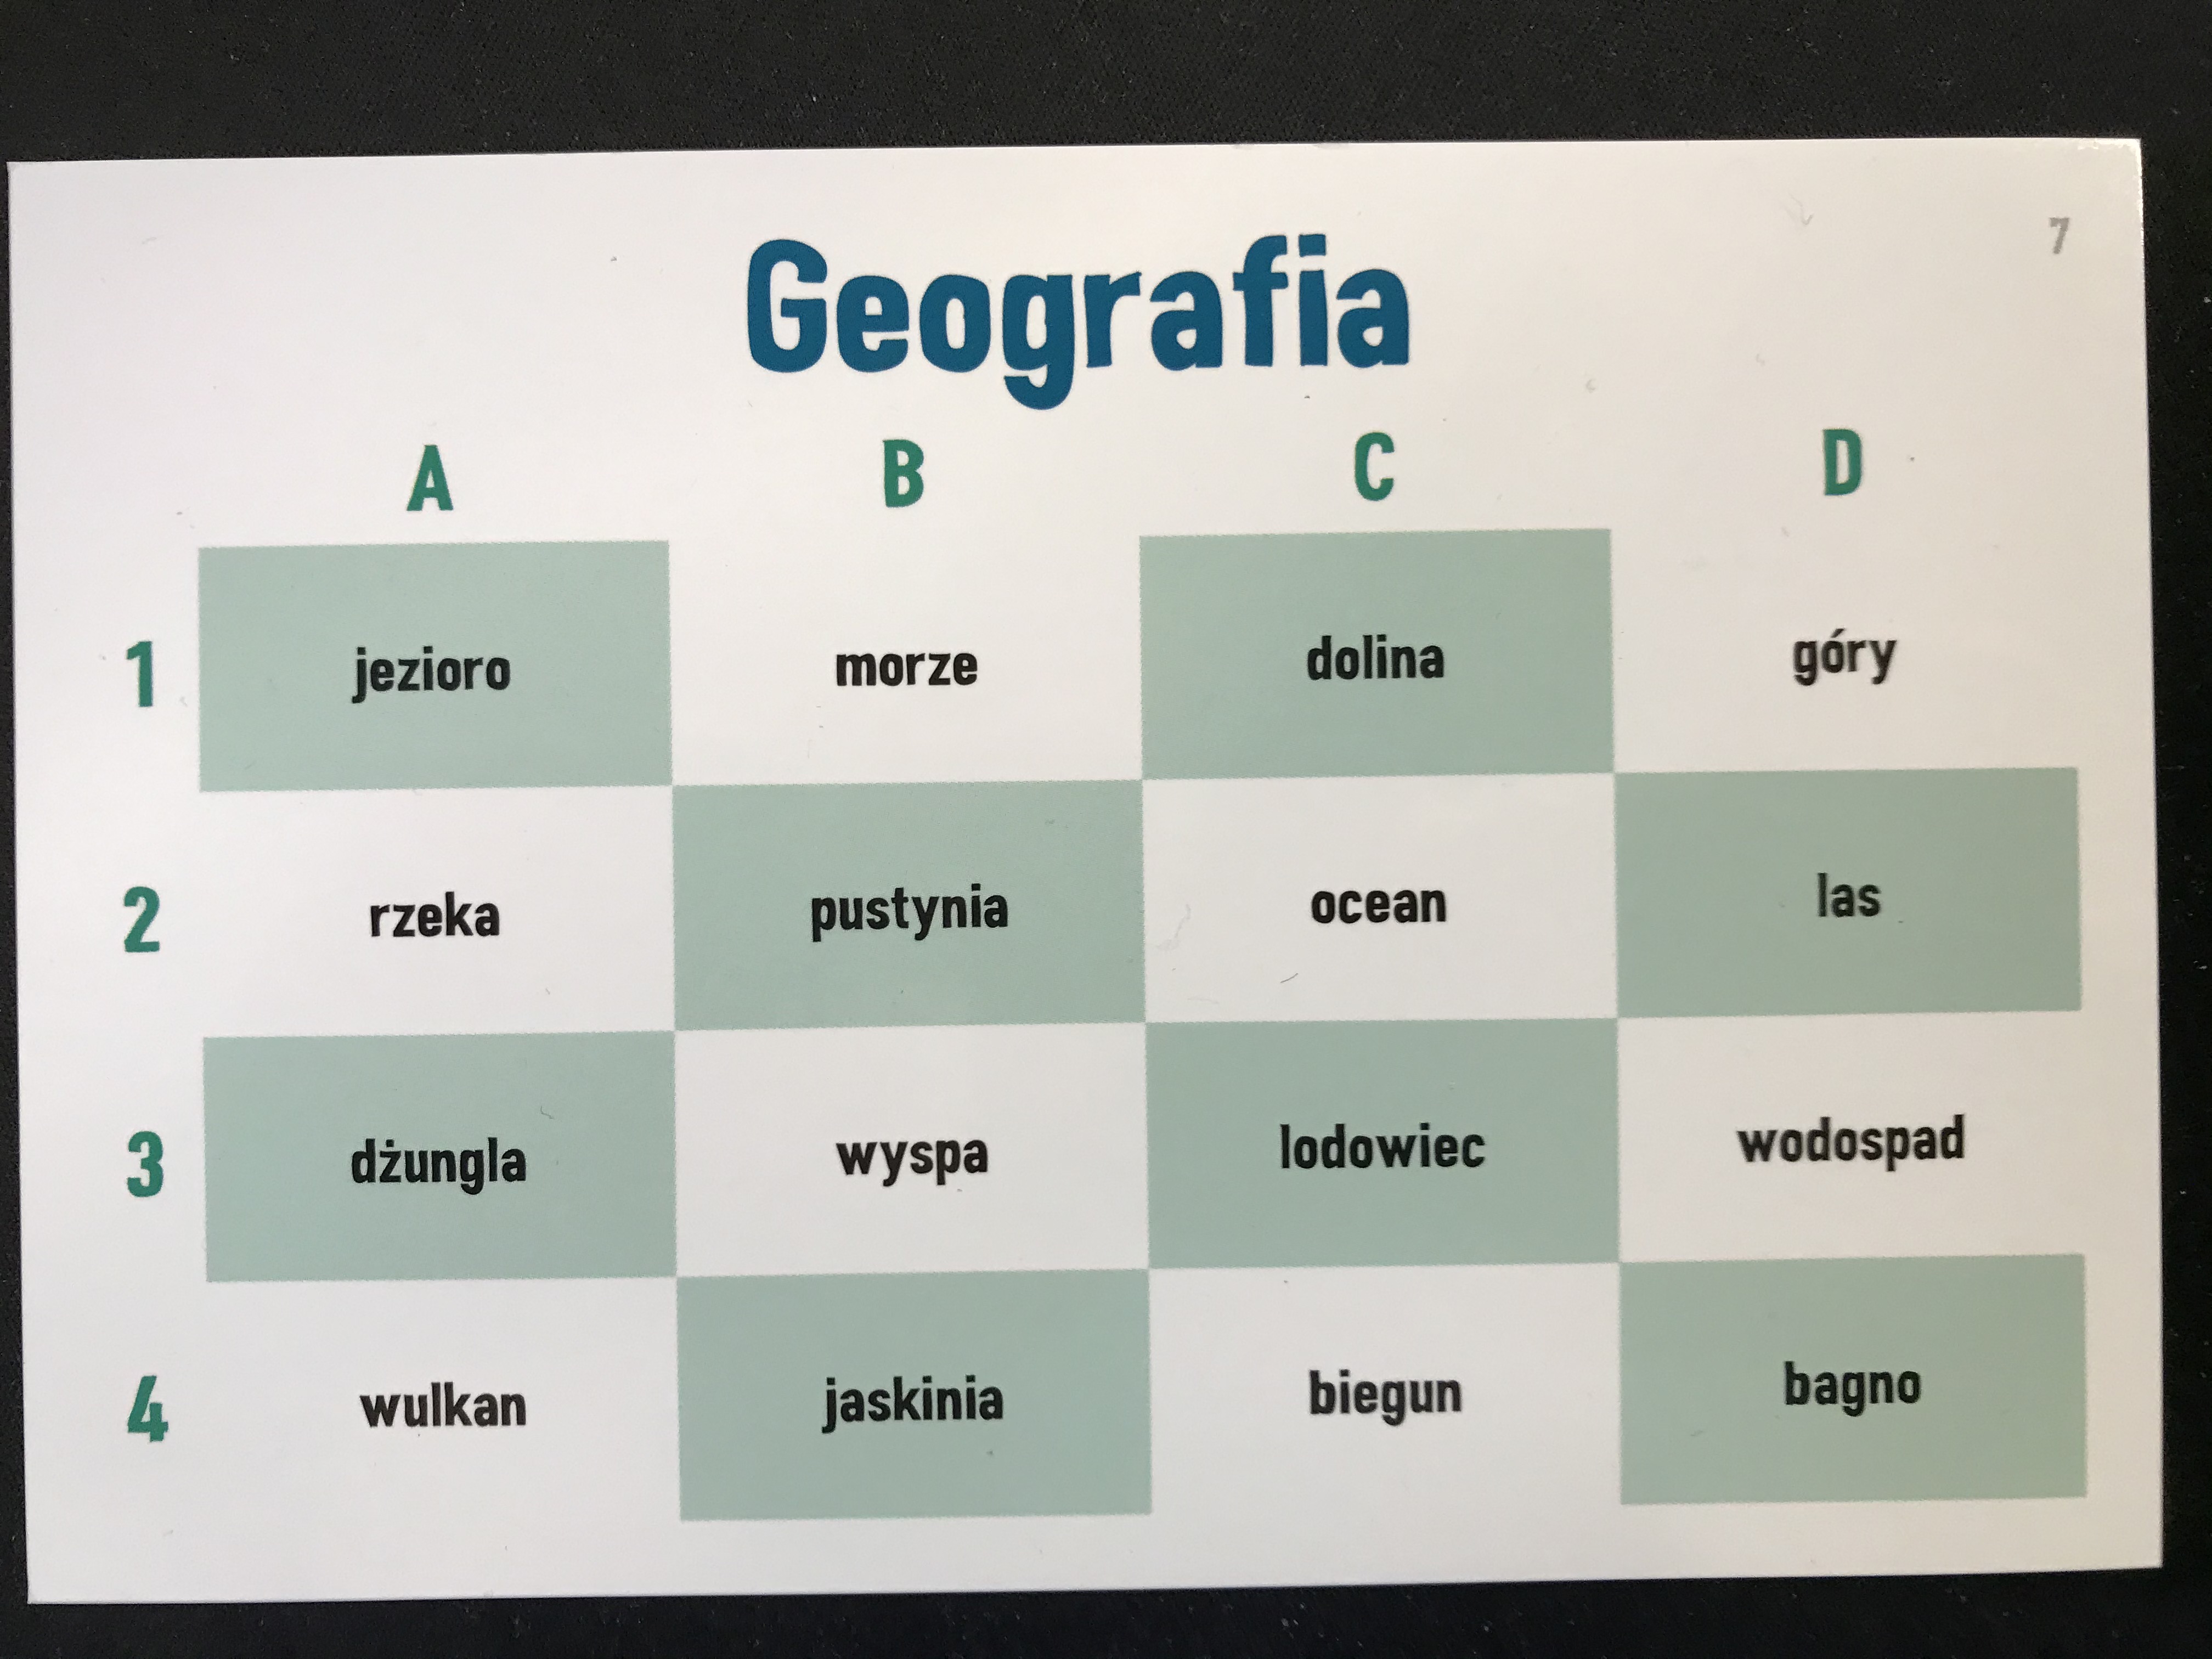 7
Geografia
A B C D
1 jezioro morze dolina góry
2 rzeka pustynia ocean las
3 dżungla wyspa lodowiec wodospad
4 wulkan jaskinia biegun bagno